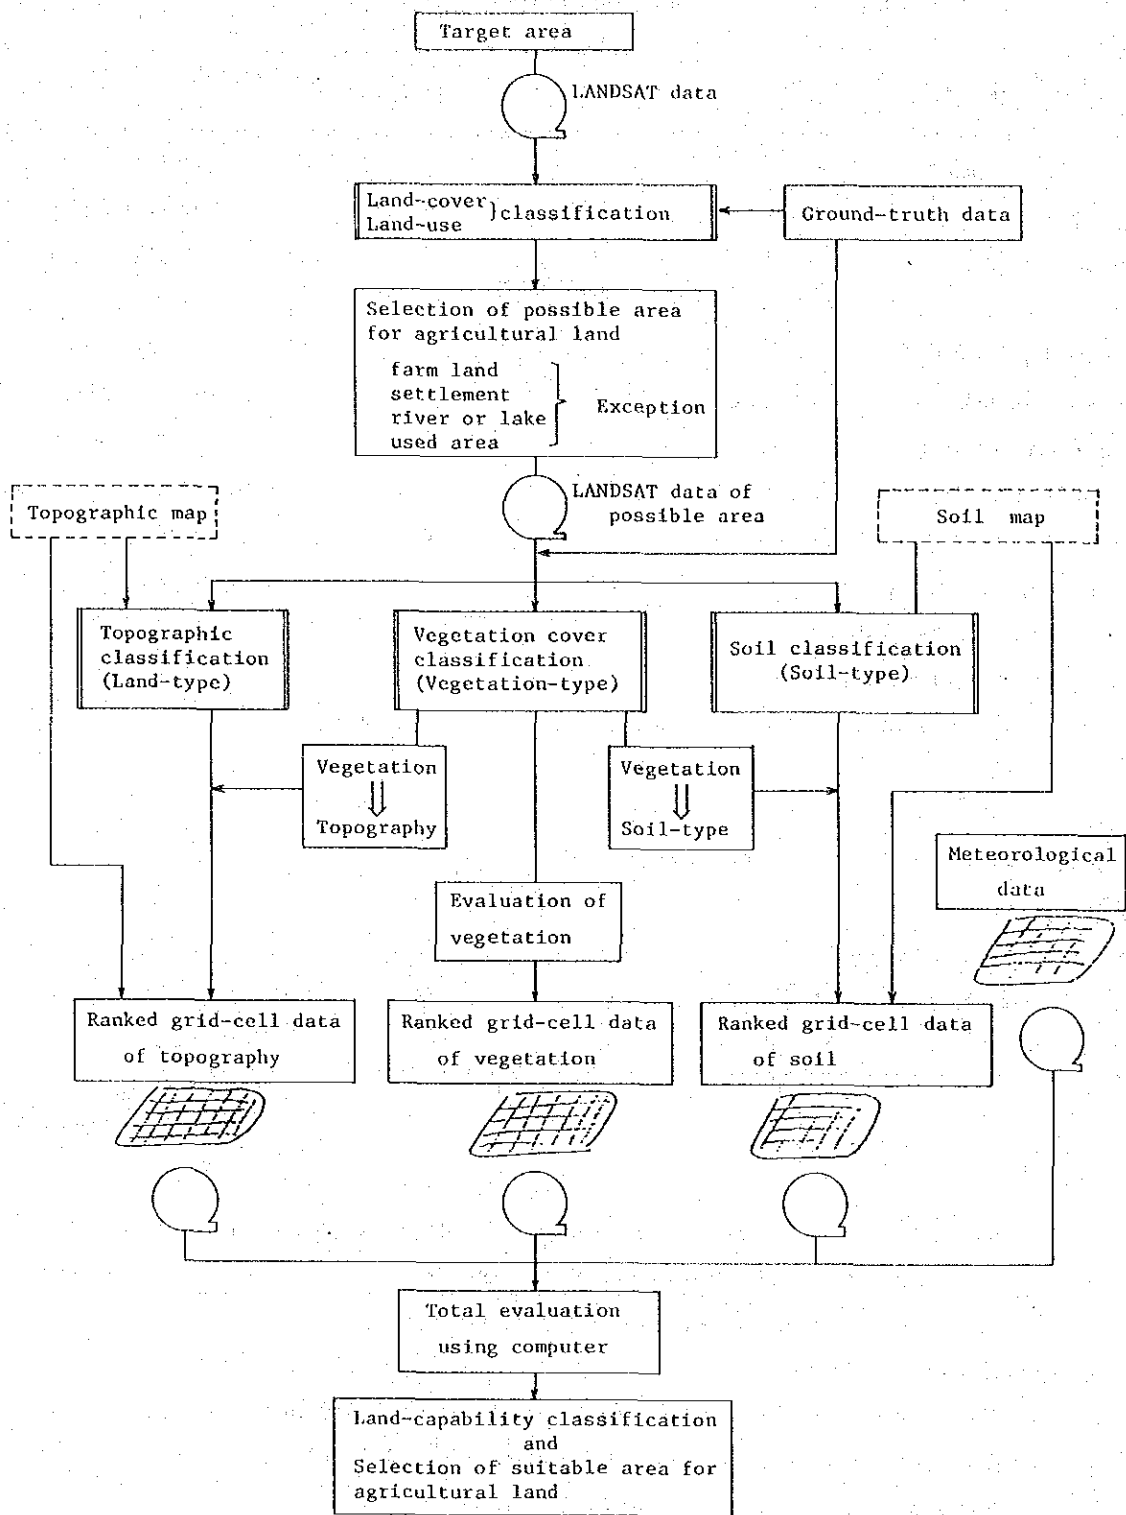 Target area
LANDSAT data
Land-cover
Land-use
}classification
Ground-truth data
Selection of possible area
for agricultural land
farm land
settlement
river or lake
used area
Exception
LANDSAT data of
possible area
Topographic map
Soil map
Topographic
classification
(Land-type)
Vegetation cover
classification
(Vegetation-type)
Soil classification
(Soil-type)
Vegetation
Topography
Vegetation
Soil-type
Meteorological
data
Evaluation of
vegetation
Ranked grid-cell data
of topography
Ranked grid-cell data
of vegetation
Ranked grid-cell data
of soil
Total evaluation
using computer
Land-capability classification
and
Selection of suitable area for
agricultural land